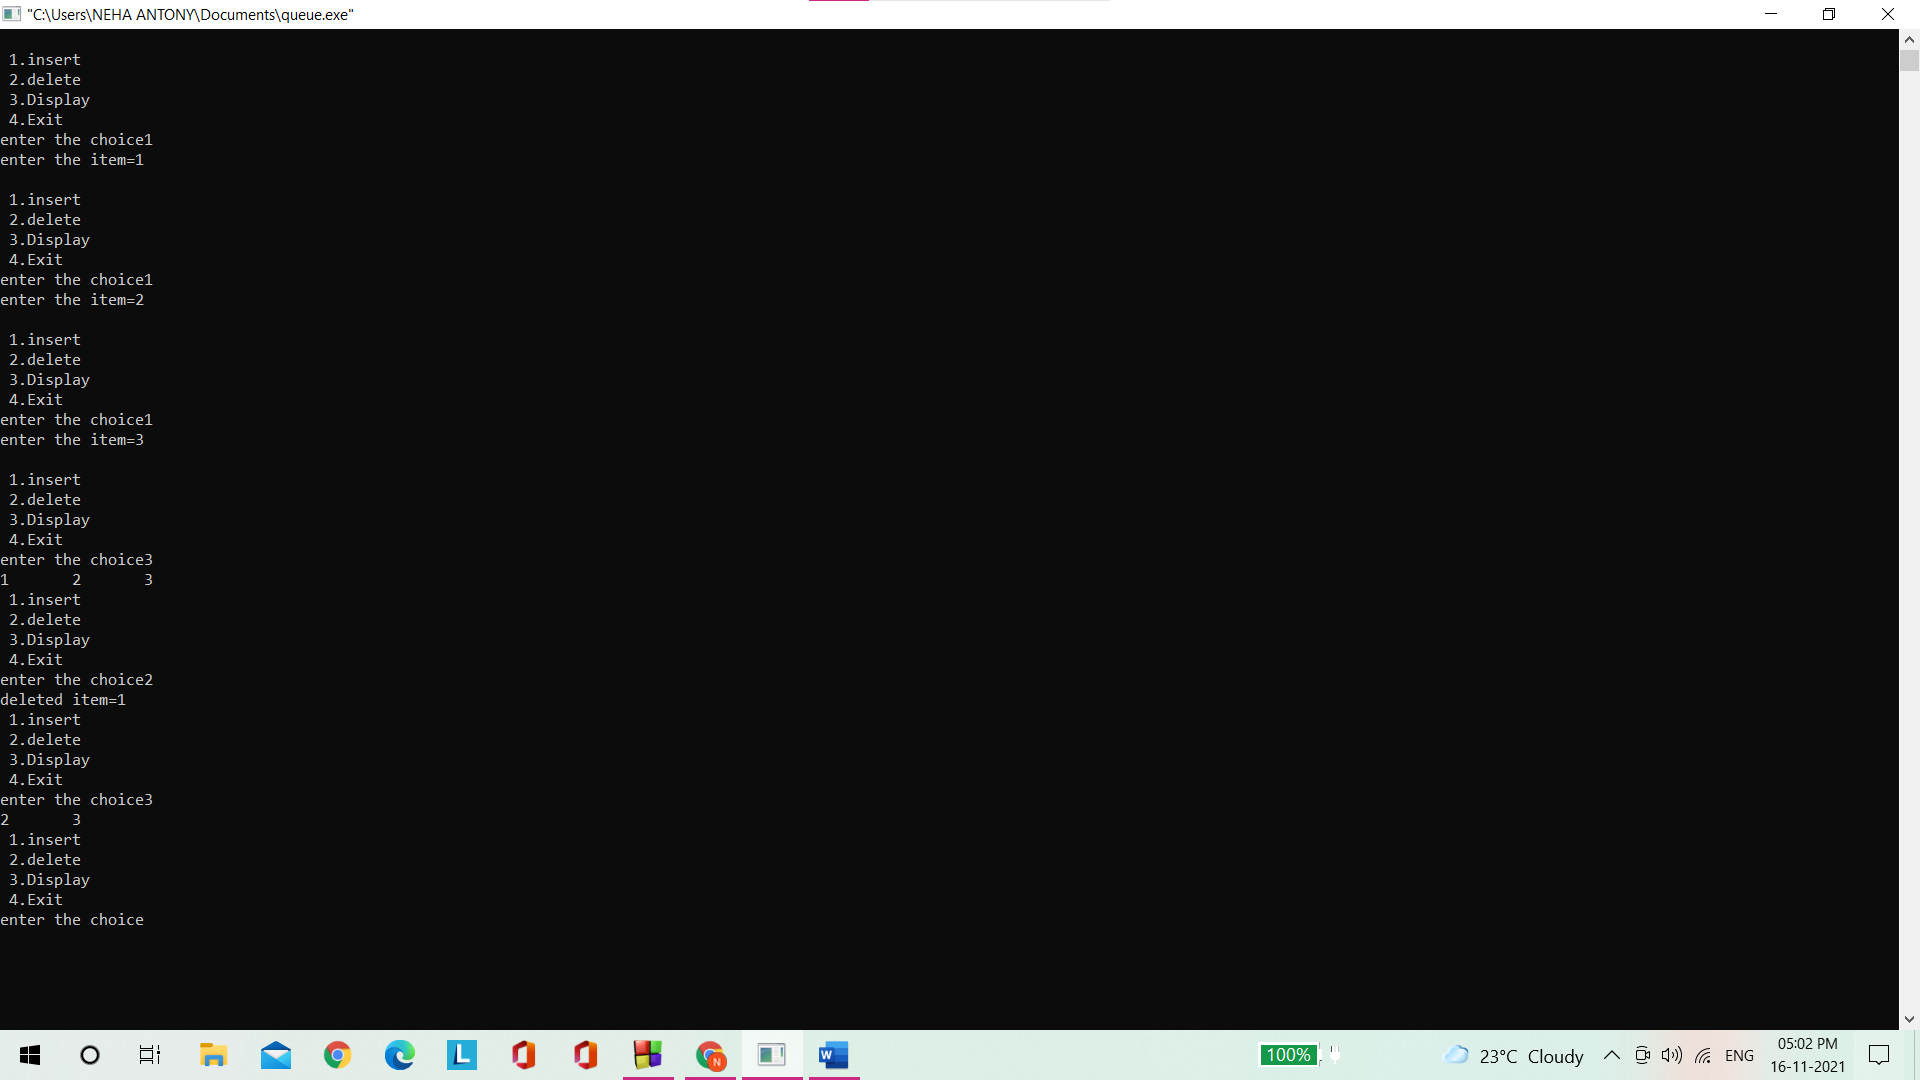 "C:\Users\NEHA ANTONY\Documents\queue.exe"
1.insert
2.delete
3.Display
4.Exit
enter the choice1
enter the item=1
1.insert
2.delete
3.Display
4.Exit
enter the choice1
enter the item=2
1.insert
2.delete
3.Display
4.Exit
enter the choice1
enter the item=3
1.insert
2.delete
3.Display
4.Exit
enter the choice3
1 2 3
1.insert
2.delete
3.Display
4.Exit
enter the choice2
deleted item=1
1.insert
2.delete
3.Display
4.Exit
enter the choice3
2 3
1.insert
2.delete
3.Display
4.Exit
enter the choice
L
N
W
100%
23°C Cloudy
ENG
05:02 PM
16-11-2021